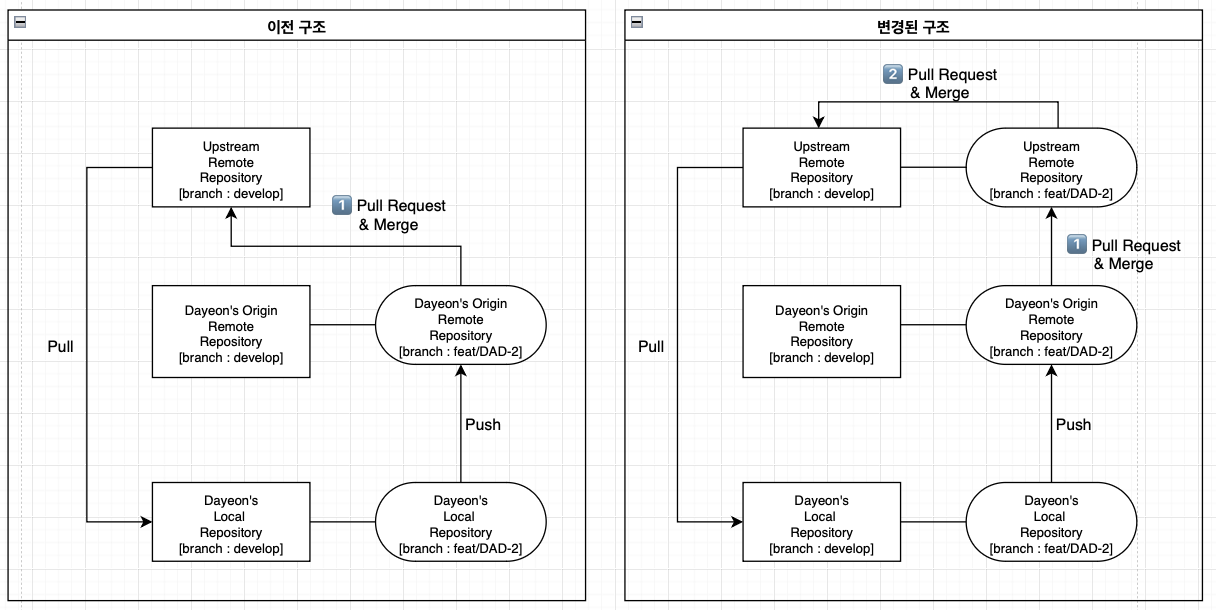 이전 구조
Upstream
Remote
Repository
[branch : develop]
1 Pull Request
& Merge
Dayeon's Origin
Remote
Repository
[branch : develop]
Dayeon's Origin
Remote
Repository
[branch : feat/DAD-2]
Pull
Push
Dayeon's
Local
Repository
[branch : develop]
Dayeon's
Local
Repository
[branch : feat/DAD-2]
변경된 구조
2 Pull Request
& Merge
Upstream
Remote
Repository
[branch : develop]
Upstream
Remote
Repository
[branch : feat/DAD-2]
1 Pull Request
& Merge
Dayeon's Origin
Remote
Repository
[branch : develop]
Dayeon's Origin
Remote
Repository
[branch : feat/DAD-2]
Pull
Push
Dayeon's
Local
Repository
[branch : develop]
Dayeon's
Local
Repository
[branch : feat/DAD-2]